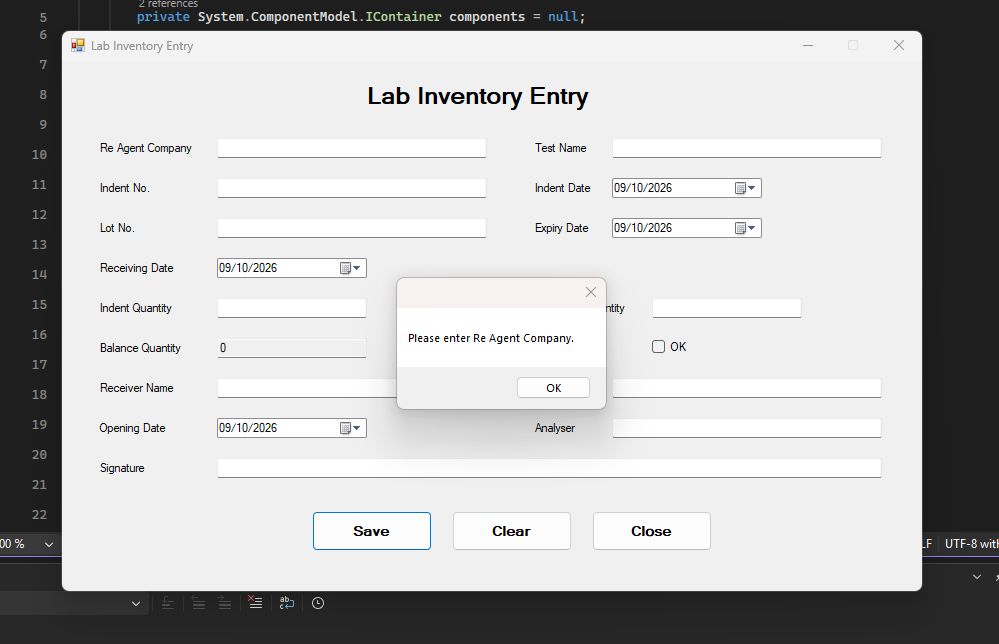 2 references
5 private System.ComponentModel.IContainer components = null;
6
Lab Inventory Entry
7
Lab Inventory Entry
8
9
Re Agent Company Test Name
10
11 Indent No. Indent Date 09/10/2026
12
Lot No. Expiry Date 09/10/2026
13
14 Receiving Date 09/10/2026
15 Indent Quantity ntity
16 Please enter Re Agent Company.
Balance Quantity 0 OK
17
18 Receiver Name OK
19 Opening Date 09/10/2026 Analyser
20
Signature
21
22 Save Clear Close
00 % LF UTF-8 with